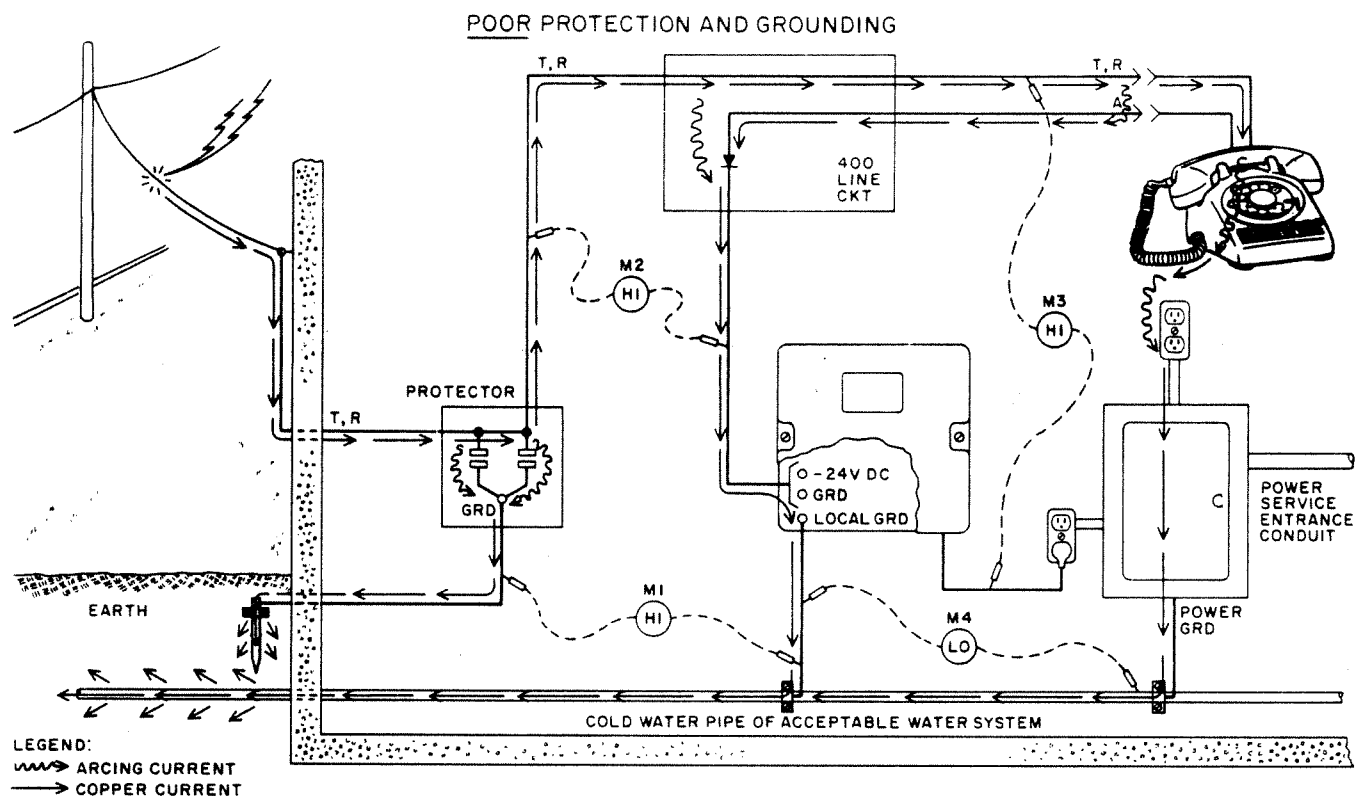 POOR PROTECTION AND GROUNDING
T, R
T, R
A
400
LINE
CKT
M2
HI
M3
HI
PROTECTOR
T, R
GRD
-24V DC
GRD
LOCAL GRD
POWER
SERVICE
ENTRANCE
CONDUIT
EARTH
M1
HI
M4
LO
POWER
GRD
COLD WATER PIPE OF ACCEPTABLE WATER SYSTEM
LEGEND:
ARCING CURRENT
COPPER CURRENT